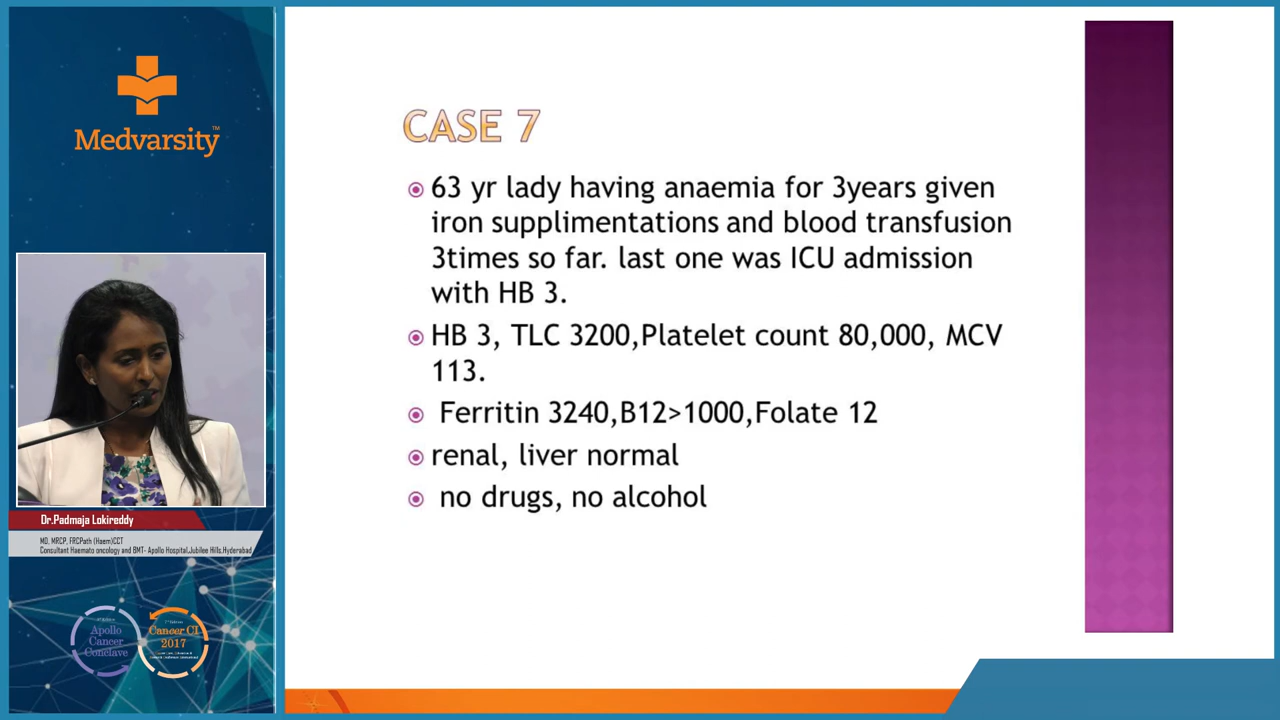 Medvarsity™
CASE 7
63 yr lady having anaemia for 3years given
iron supplimentations and blood transfusion
3times so far. last one was ICU admission
with HB 3.
HB 3, TLC 3200,Platelet count 80,000, MCV
113.
Ferritin 3240,B12>1000,Folate 12
renal, liver normal
no drugs, no alcohol
Dr.Padmaja Lokireddy
MD, MRCP, FRCPath (Haem)CCT
Consultant Haemato oncology and BMT- Apollo Hospital,Jubilee Hills,Hyderabad
Apollo
Cancer
Conclave
Cancer CI
2017